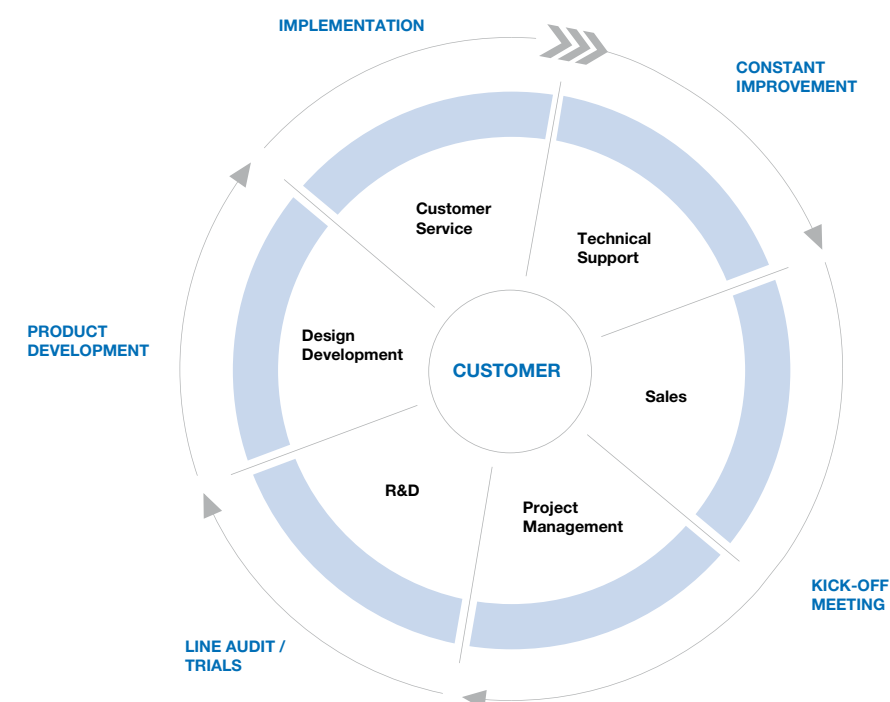 IMPLEMENTATION
CONSTANT
IMPROVEMENT
Customer
Service
Technical
Support
PRODUCT
DEVELOPMENT
Design
Development
CUSTOMER
Sales
R&D
Project
Management
KICK-OFF
MEETING
LINE AUDIT /
TRIALS